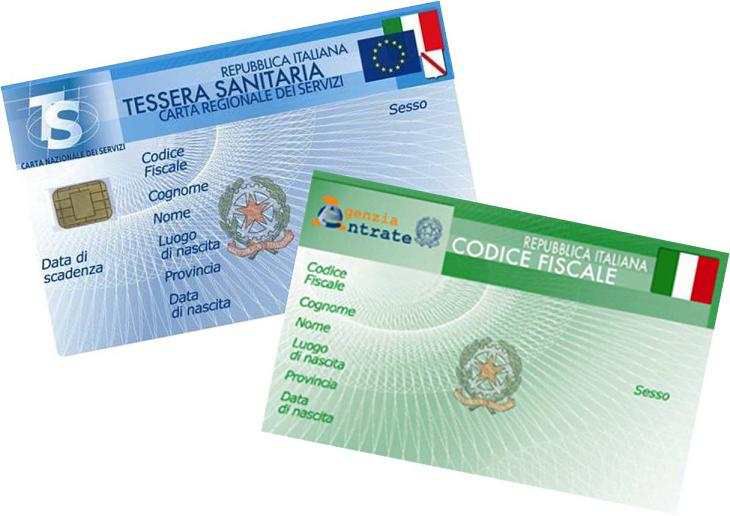 REPUBBLICA ITALIANA
TESSERA SANITARIA
CARTA REGIONALE DEI SERVIZI
TS
CARTA NAZIONALE DEI SERVIZI
Sesso
Codice
Fiscale
Cognome
Nome
Luogo
di nascita
Provincia
Data
di nascita
Data di
scadenza
Agenzia
Entrate
REPUBBLICA ITALIANA
CODICE FISCALE
Codice
Fiscale
Cognome
Nome
Luogo
di nascita
Provincia
Data
di nascita
Sesso